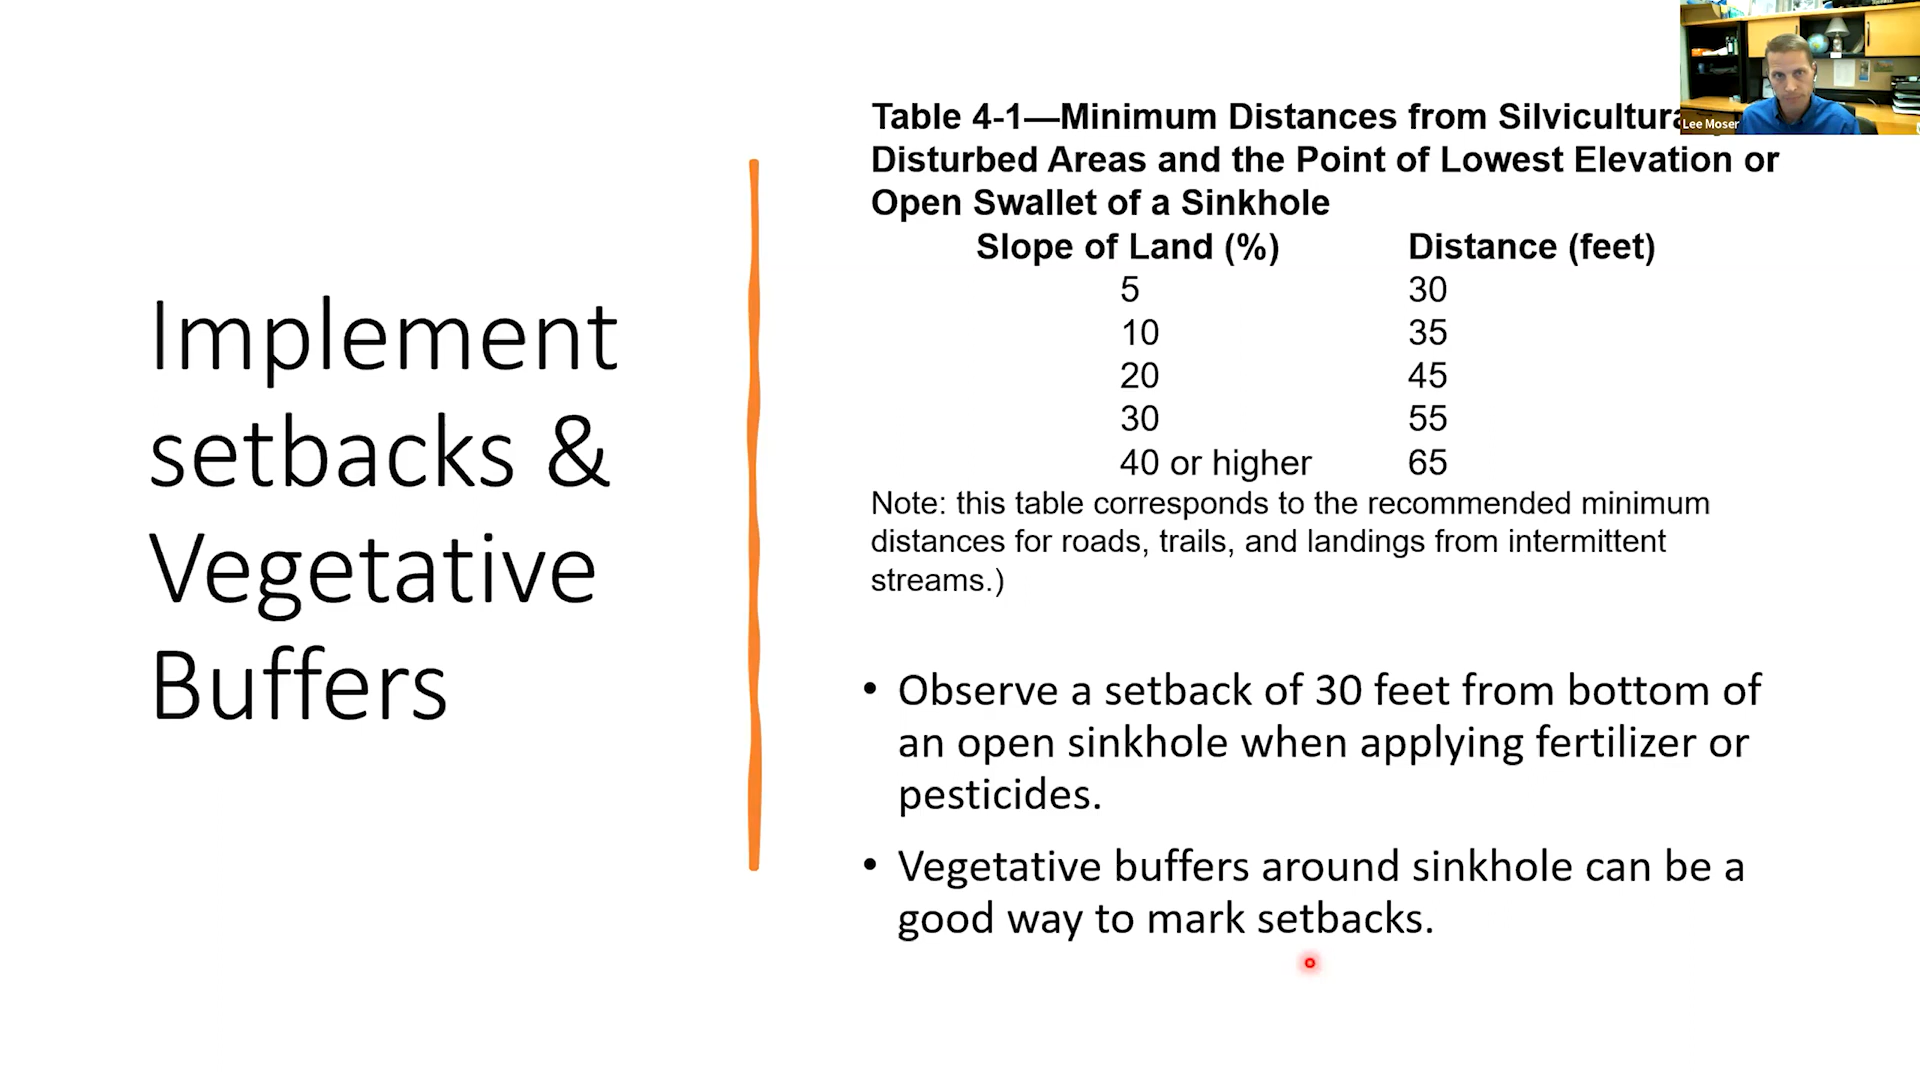 Implement
setbacks &
Vegetative
Buffers
Table 4-1—Minimum Distances from
Disturbed Areas and the Point of Lowest Elevation or
Open Swallet of a Sinkhole
Slope of Land (%) Distance (feet)
5 30
10 35
20 45
30 55
40 or higher 65
Note: this table corresponds to the recommended minimum
distances for roads, trails, and landings from intermittent
streams.)
• Observe a setback of 30 feet from bottom of
an open sinkhole when applying fertilizer or
pesticides.
• Vegetative buffers around sinkhole can be a
good way to mark setbacks.
Lee Moser